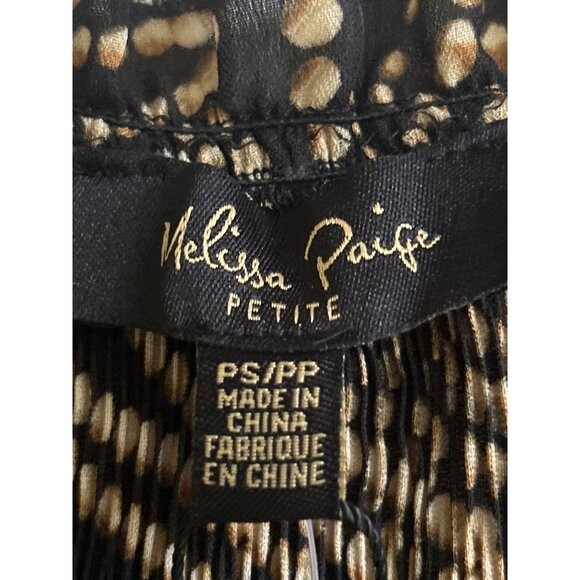 Melissa Paige
PETITE
PS/PP
MADE IN
CHINA
FABRIQUE
EN CHINE